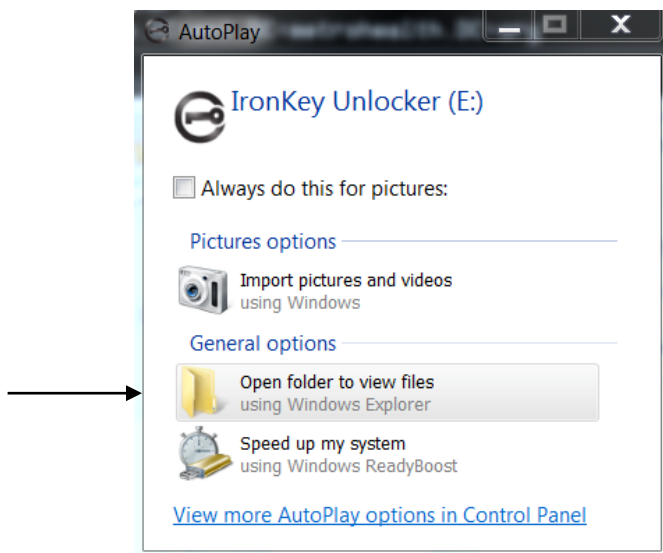 AutoPlay
IronKey Unlocker (E:)
Always do this for pictures:
Pictures options
Import pictures and videos
using Windows
General options
Open folder to view files
using Windows Explorer
Speed up my system
using Windows ReadyBoost
View more AutoPlay options in Control Panel